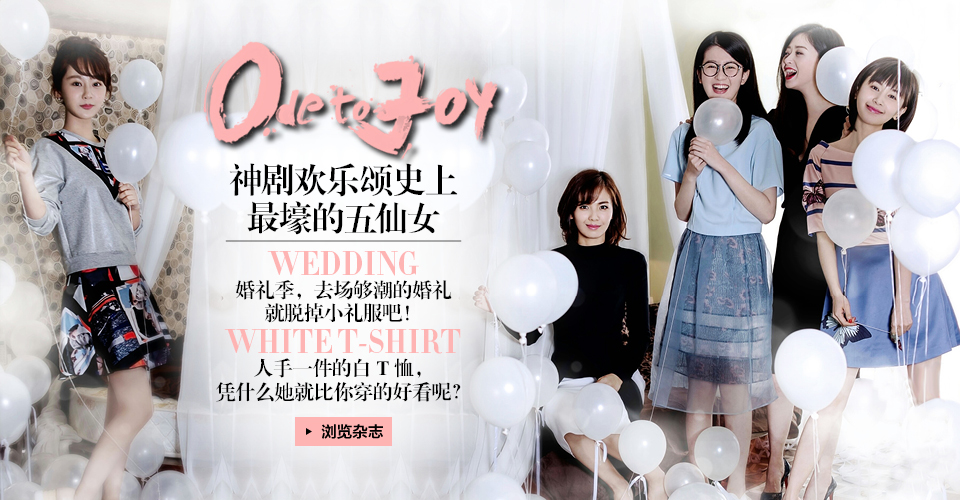 Ode to Joy
神剧欢乐颂史上
最壕的五仙女
WEDDING
婚礼季，去场够潮的婚礼
就脱掉小礼服吧！
WHITE T-SHIRT
人手一件的白 T 恤，
凭什么她就比你穿的好看呢？
浏览杂志